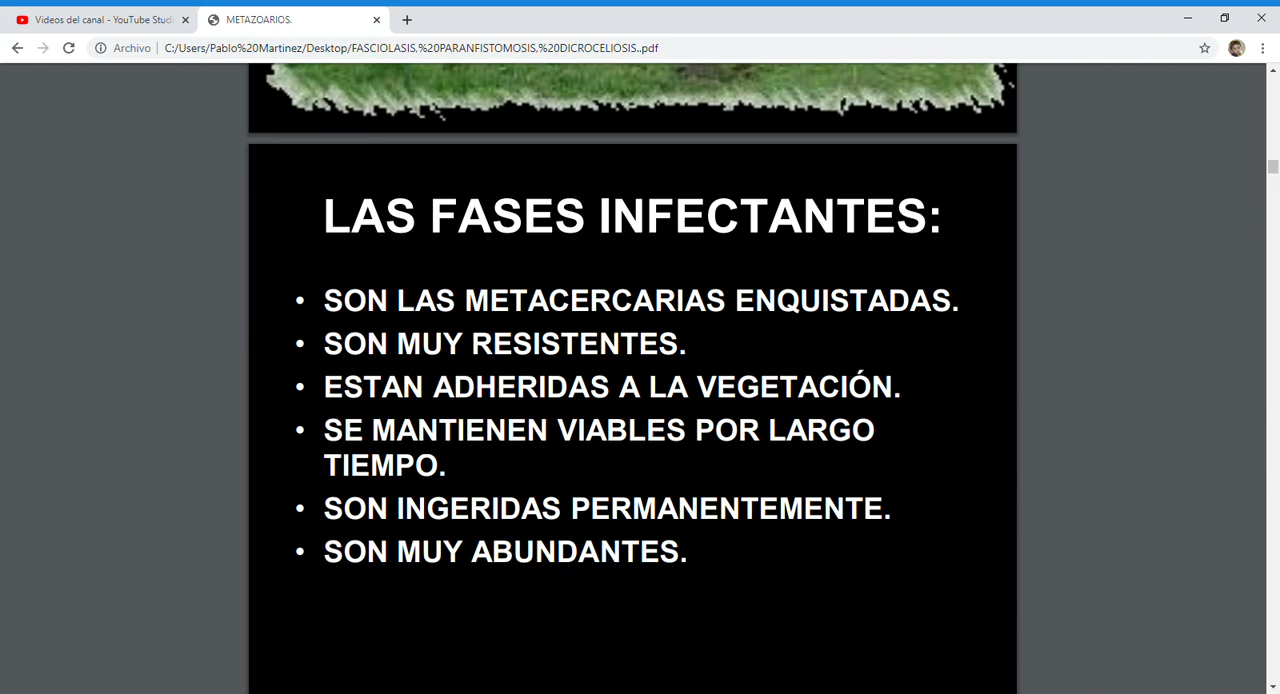 Videos del canal - YouTube Stud
METAZOARIOS.
Archivo
C:/Users/Pablo%20Martinez/Desktop/FASCIOLASIS,%20PARANFISTOMOSIS,%20DICROCELIOSIS..pdf
LAS FASES INFECTANTES:
• SON LAS METACERCARIAS ENQUISTADAS.
• SON MUY RESISTENTES.
• ESTAN ADHERIDAS A LA VEGETACIÓN.
• SE MANTIENEN VIABLES POR LARGO
TIEMPO.
• SON INGERIDAS PERMANENTEMENTE.
• SON MUY ABUNDANTES.